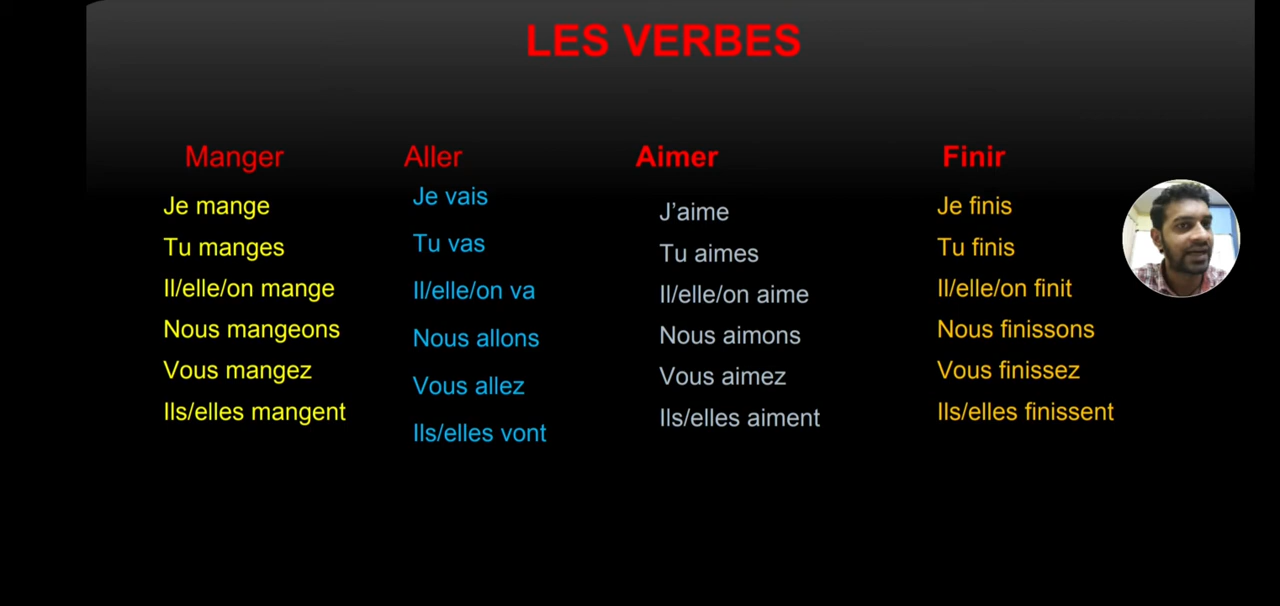 LES VERBES
Manger
Je mange
Tu manges
Il/elle/on mange
Nous mangeons
Vous mangez
Ils/elles mangent
Aller
Je vais
Tu vas
Il/elle/on va
Nous allons
Vous allez
Ils/elles vont
Aimer
J’aime
Tu aimes
Il/elle/on aime
Nous aimons
Vous aimez
Ils/elles aiment
Finir
Je finis
Tu finis
Il/elle/on finit
Nous finissons
Vous finissez
Ils/elles finissent